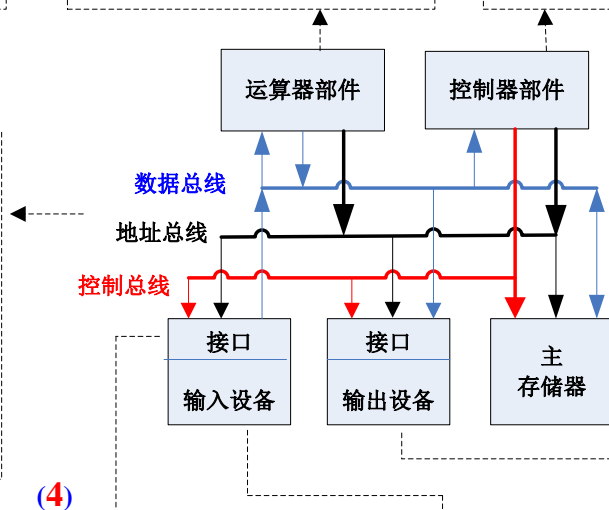 运算器部件
控制器部件
数据总线
地址总线
控制总线
接口
输入设备
接口
输出设备
主
存储器
(4)